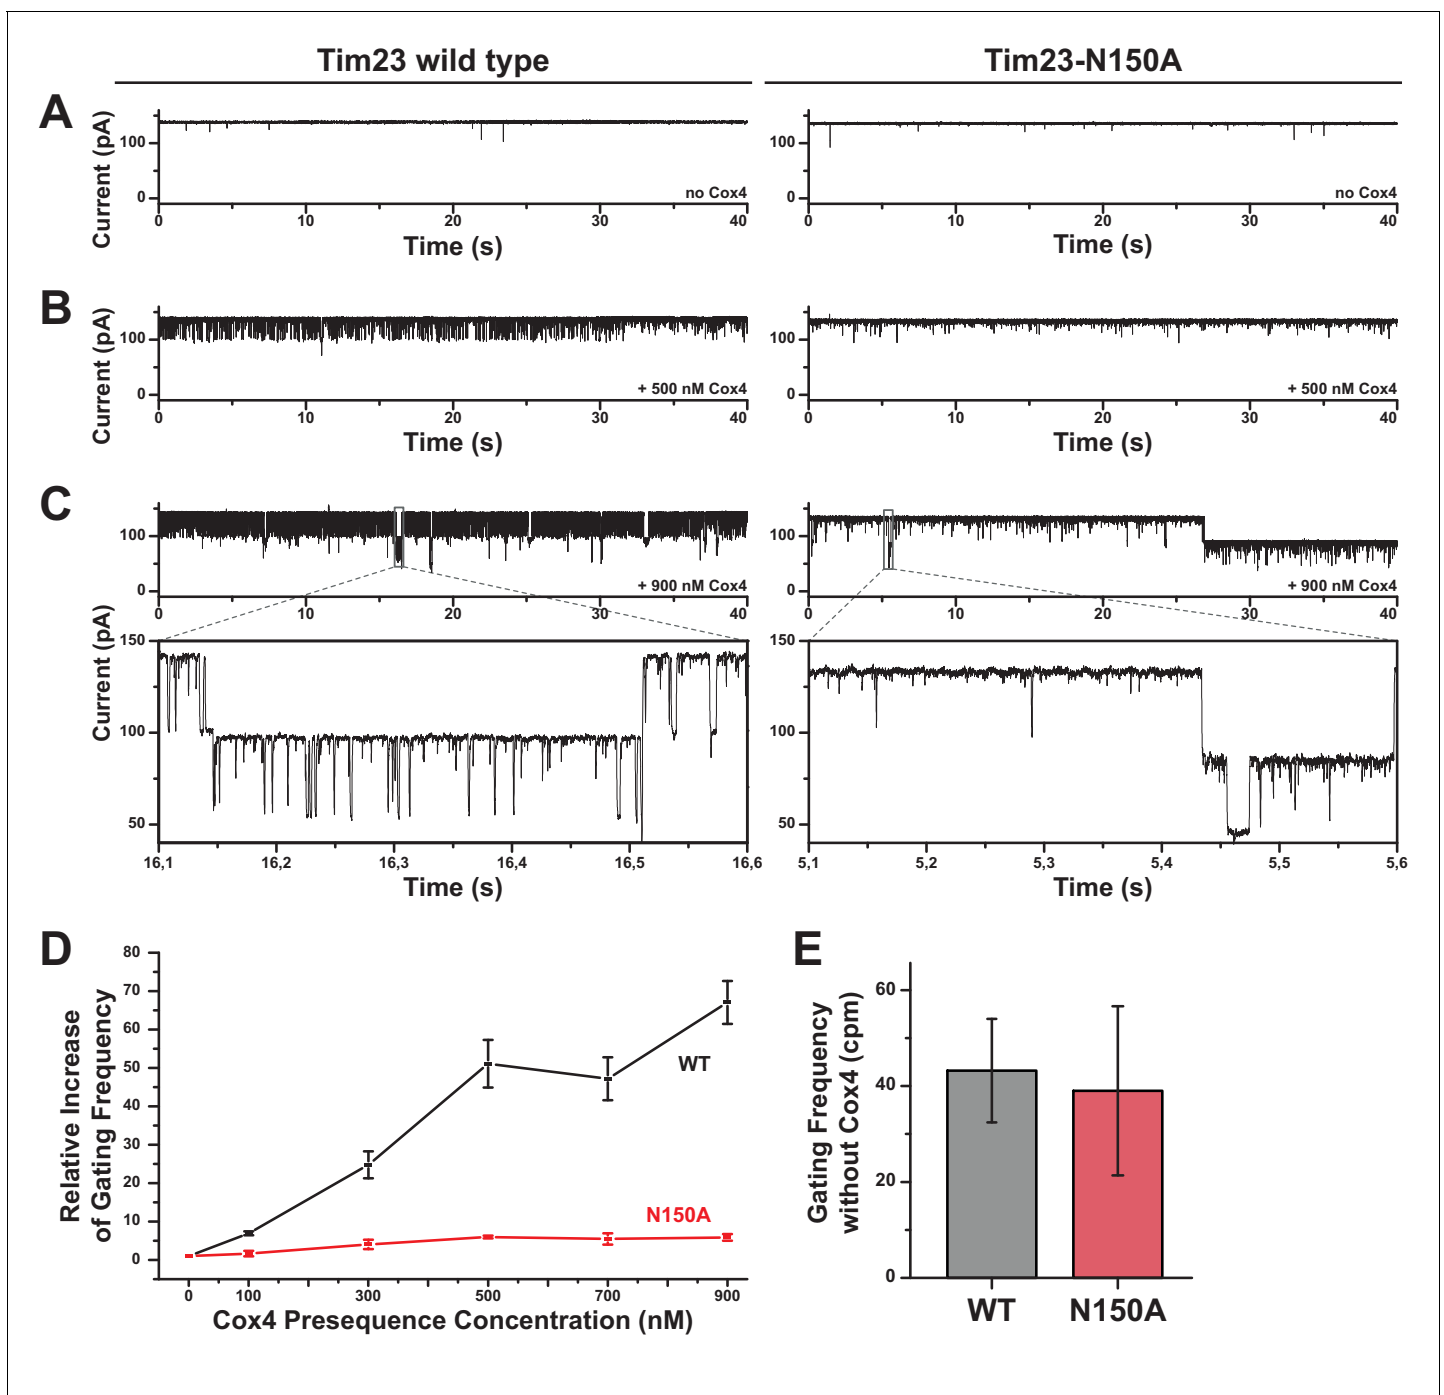 Tim23 wild type
Tim23-N150A
A
Current (pA)
100
0
no Cox4
0 10 20 30 40
Time (s)
100
0
no Cox4
0 10 20 30 40
Time (s)
B
Current (pA)
100
0
+ 500 nM Cox4
0 10 20 30 40
Time (s)
100
0
+ 500 nM Cox4
0 10 20 30 40
Time (s)
C
100
0
+ 900 nM Cox4
0 10 20 30 40
100
0
+ 900 nM Cox4
0 10 20 30 40
Current (pA)
150
100
50
16,1 16,2 16,3 16,4 16,5 16,6
Time (s)
150
100
50
5,1 5,2 5,3 5,4 5,5 5,6
Time (s)
D
Relative Increase
of Gating Frequency
80
70
60
50
40
30
20
10
0
WT
N150A
0 100 300 500 700 900
Cox4 Presequence Concentration (nM)
E
Gating Frequency
without Cox4 (cpm)
60
40
20
0
WT N150A